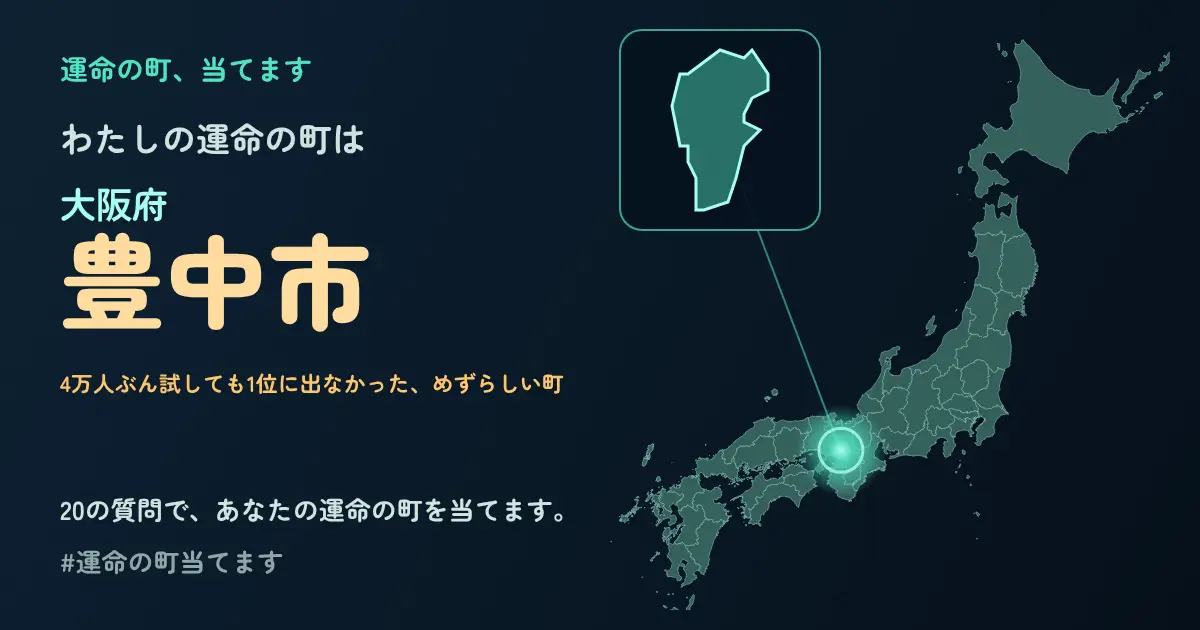 運命の町、当てます
わたしの運命の町は
大阪府
豊中市
4万人ぶん試しても1位に出なかった、めずらしい町
20の質問で、あなたの運命の町を当てます。
#運命の町当てます